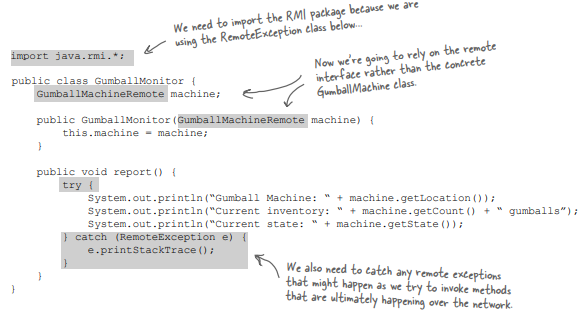 We need to import the RMI package because we are
using the RemoteException class below...
import java.rmi.*;
Now we're going to rely on the remote
interface rather than the concrete
GumballMachine class.
public class GumballMonitor {
GumballMachineRemote machine;
public GumballMonitor(GumballMachineRemote machine) {
this.machine = machine;
}
public void report() {
try {
System.out.println(“Gumball Machine: “ + machine.getLocation());
System.out.println(“Current inventory: “ + machine.getCount() + “ gumballs”);
System.out.println(“Current state: “ + machine.getState());
} catch (RemoteException e) {
e.printStackTrace();
}
}
}
We also need to catch any remote exceptions
that might happen as we try to invoke methods
that are ultimately happening over the network.